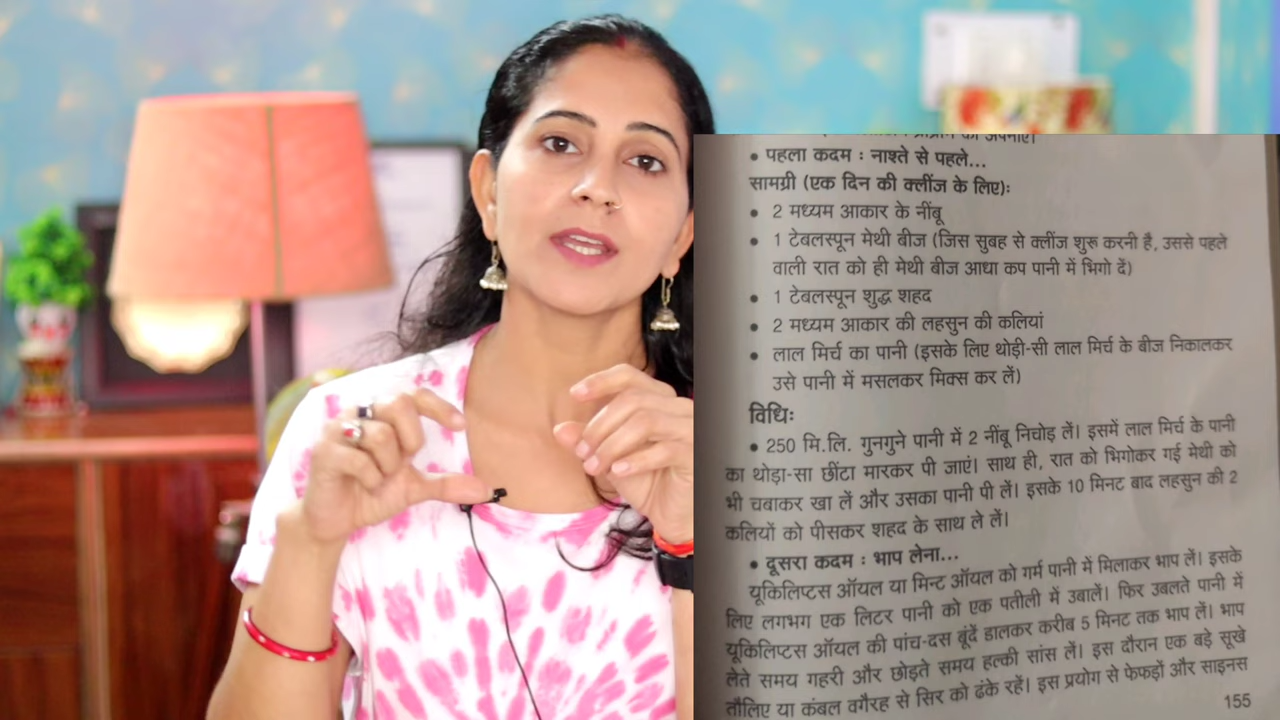 को अपनाएं।
• पहला कदम : नाश्ते से पहले...
सामग्री (एक दिन की क्लींज के लिए):
• 2 मध्यम आकार के नींबू
• 1 टेबलस्पून मेथी बीज (जिस सुबह से क्लींज शुरू करनी है, उससे पहले
वाली रात को ही मेथी बीज आधा कप पानी में भिगो दें)
• 1 टेबलस्पून शुद्ध शहद
• 2 मध्यम आकार की लहसुन की कलियां
• लाल मिर्च का पानी (इसके लिए थोड़ी-सी लाल मिर्च के बीज निकालकर
उसे पानी में मसलकर मिक्स कर लें)
विधि:
• 250 मि.लि. गुनगुने पानी में 2 नींबू निचोड़ लें। इसमें लाल मिर्च के पानी
का थोड़ा-सा छींटा मारकर पी जाएं। साथ ही, रात को भिगोकर गई मेथी को
भी चबाकर खा लें और उसका पानी पी लें। इसके 10 मिनट बाद लहसुन की 2
कलियों को पीसकर शहद के साथ ले लें।
• दूसरा कदम : भाप लेना...
यूकिलिप्टस ऑयल या मिन्ट ऑयल को गर्म पानी में मिलाकर भाप लें। इसके
लिए लगभग एक लिटर पानी को एक पतीली में उबालें। फिर उबलते पानी में
यूकिलिप्टस ऑयल की पांच-दस बूंदें डालकर करीब 5 मिनट तक भाप लें। भाप
लेते समय गहरी और छोड़ते समय हल्की सांस लें। इस दौरान एक बड़े सूखे
तौलिए या कंबल वगैरह से सिर को ढंके रहें। इस प्रयोग से फेफड़ों और साइनस
155